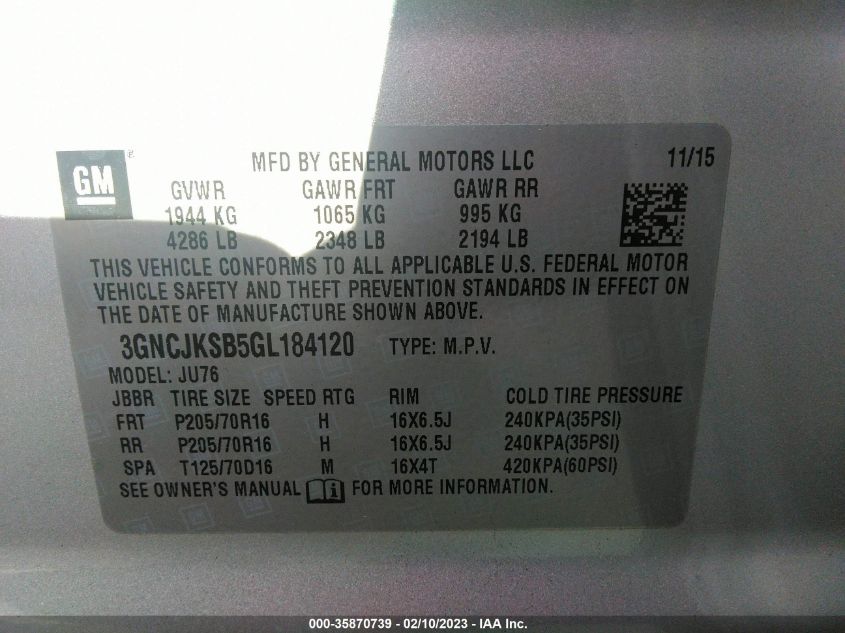 MFD BY GENERAL MOTORS LLC 11/15
GM ®
GVWR GAWR FRT GAWR RR
1944 KG 1065 KG 995 KG
4286 LB 2348 LB 2194 LB
THIS VEHICLE CONFORMS TO ALL APPLICABLE U.S. FEDERAL MOTOR
VEHICLE SAFETY AND THEFT PREVENTION STANDARDS IN EFFECT ON
THE DATE OF MANUFACTURE SHOWN ABOVE.
3GNCJKSB5GL184120 TYPE: M.P.V.
MODEL: JU76
JBBR TIRE SIZE SPEED RTG RIM COLD TIRE PRESSURE
FRT P205/70R16 H 16X6.5J 240KPA(35PSI)
RR P205/70R16 H 16X6.5J 240KPA(35PSI)
SPA T125/70D16 M 16X4T 420KPA(60PSI)
SEE OWNER'S MANUAL FOR MORE INFORMATION.
000-35870739 - 02/10/2023 - IAA Inc.